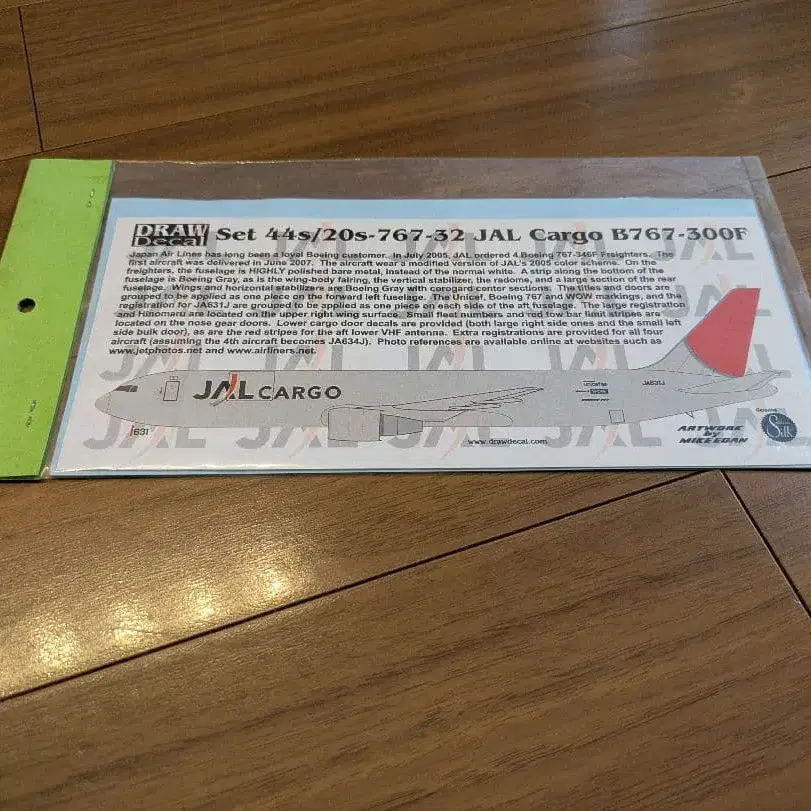 DRAW Decal Set 44s/20s-767-32 JAL Cargo B767-300F
Japan Air Lines has long been a loyal Boeing customer. In July 2005, JAL ordered 4 Boeing 767-346F Freighters. The
first aircraft was delivered in June 2007. The aircraft wear a modified version of JAL's 2005 color scheme. On the
freighters, the fuselage is HIGHLY polished bare metal, instead of the normal white. A strip along the bottom of the
fuselage is Boeing Gray, as is the wing-body fairing, the vertical stabilizer, the radome, and a large section of the rear
fuselage. Wings and horizontal stabilizers are Boeing Gray with corogard center sections. The titles and doors are
grouped to be applied as one piece on the forward left fuselage. The Unicef, Boeing 767 and WOW markings, and the
registration for JA631J are grouped to be applied as one piece on each side of the aft fuselage. The large registration
and Hinomaru are located on the upper right wing surface. Small fleet numbers and red tow bar limit stripes are
located on the nose gear doors. Lower cargo door decals are provided (both large right side ones and the small left
side bulk door), as are the red stripes for the aft lower VHF antenna. Extra registrations are provided for all four
aircraft (assuming the 4th aircraft becomes JA634J). Photo references are available online at websites such as
www.jetphotos.net and www.airliners.net.
JAL CARGO
JA631J
631
www.drawdecal.com
ARTWORK
by
MIKE EGAN
Silk